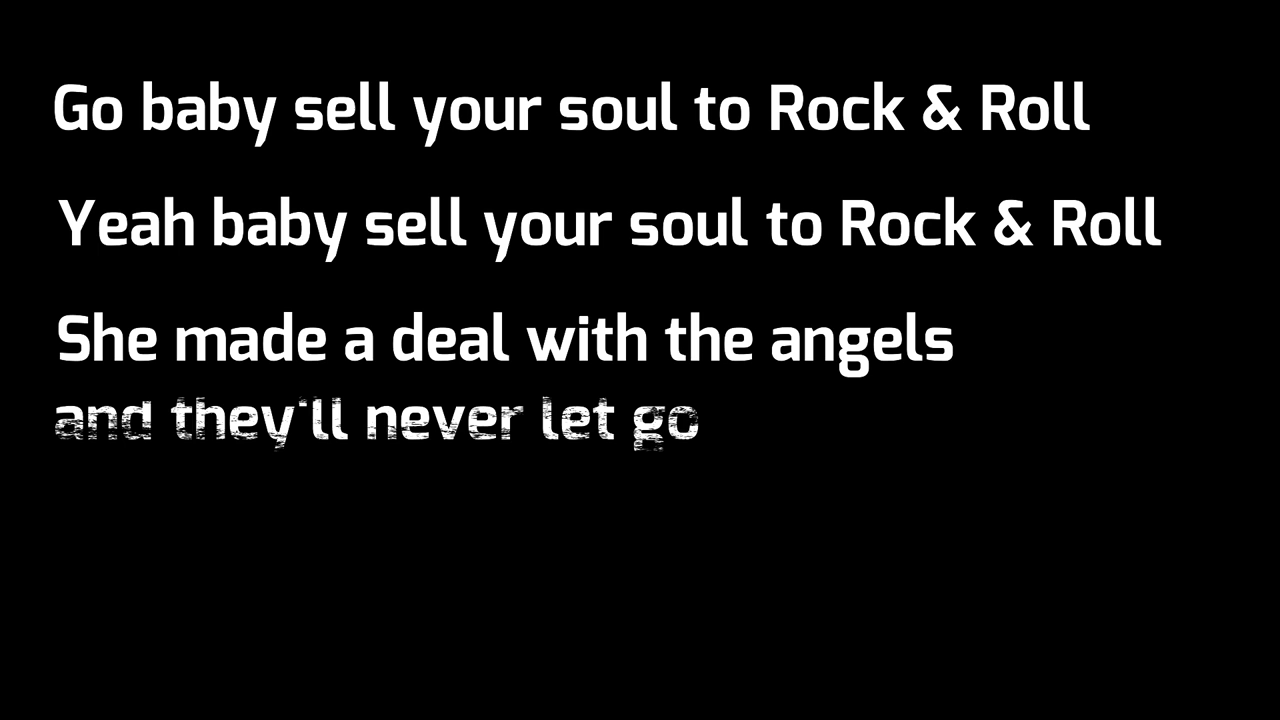 Go baby sell your soul to Rock & Roll
Yeah baby sell your soul to Rock & Roll
She made a deal with the angels
and they'll never let go